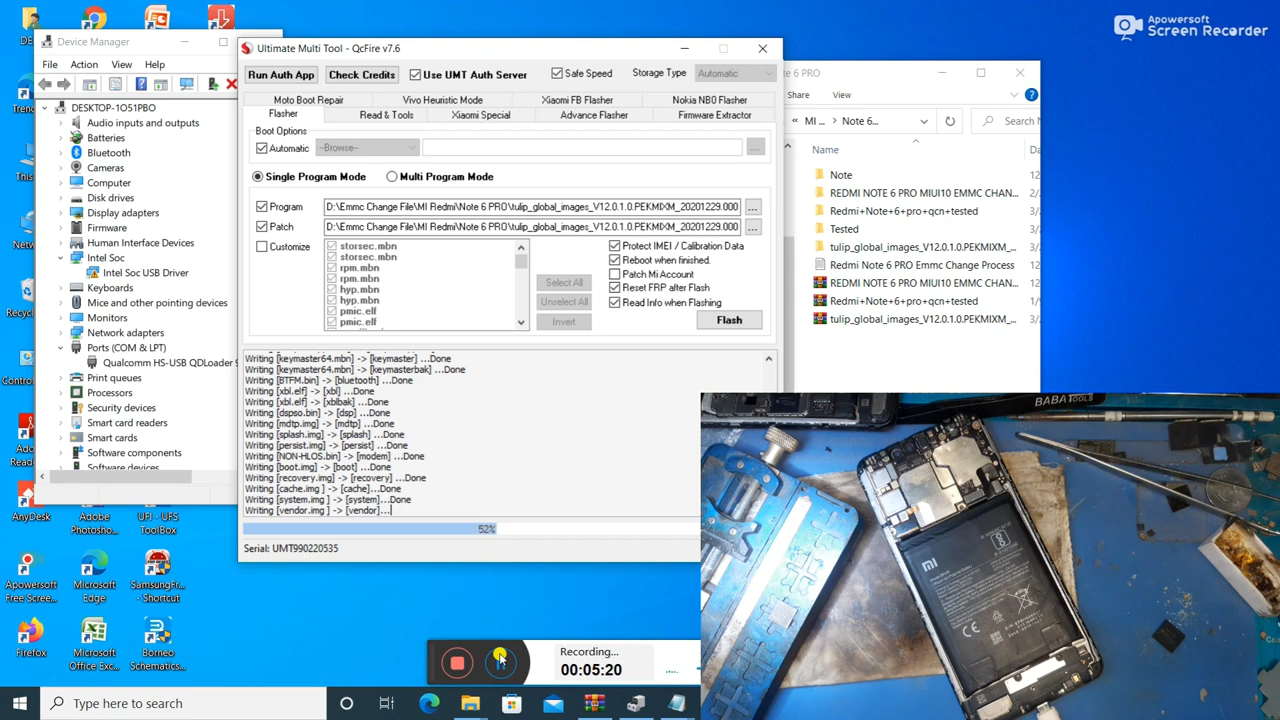 Apowersoft
Screen Recorder
Device Manager
File Action View Help
DESKTOP-1O51PBO
Audio inputs and outputs
Batteries
Bluetooth
Cameras
Computer
Disk drives
Display adapters
Firmware
Human Interface Devices
Intel Soc
Intel Soc USB Driver
Keyboards
Mice and other pointing devices
Monitors
Network adapters
Ports (COM & LPT)
Qualcomm HS-USB QDLoader 9
Print queues
Processors
Security devices
Smart card readers
Smart cards
Software components
Software devices
Ultimate Multi Tool - QcFire v7.6
Run Auth App Check Credits Use UMT Auth Server Safe Speed Storage Type Automatic
Moto Boot Repair Vivo Heuristic Mode Xiaomi FB Flasher Nokia NB0 Flasher
Flasher Read & Tools Xiaomi Special Advance Flasher Firmware Extractor
Boot Options
Automatic --Browse-- ...
Single Program Mode Multi Program Mode
Program D:\Emmc Change File\MI Redmi\Note 6 PRO\tulip_global_images_V12.0.1.0.PEKMIXM_20201229.000 ...
Patch D:\Emmc Change File\MI Redmi\Note 6 PRO\tulip_global_images_V12.0.1.0.PEKMIXM_20201229.000 ...
Customize
storsec.mbn
storsec.mbn
rpm.mbn
rpm.mbn
hyp.mbn
hyp.mbn
pmic.elf
pmic.elf
Select All
Unselect All
Invert
Protect IMEI / Calibration Data
Reboot when finished.
Patch Mi Account
Reset FRP after Flash
Read Info when Flashing
Flash
Writing [keymaster64.mbn] -> [keymaster] ...Done
Writing [keymaster64.mbn] -> [keymasterbak] ...Done
Writing [BTFM.bin] -> [bluetooth] ...Done
Writing [xbl.elf] -> [xbl] ...Done
Writing [xbl.elf] -> [xblbak] ...Done
Writing [dspso.bin] -> [dsp] ...Done
Writing [mdtp.img] -> [mdtp] ...Done
Writing [splash.img] -> [splash] ...Done
Writing [persist.img] -> [persist] ...Done
Writing [NON-HLOS.bin] -> [modem] ...Done
Writing [boot.img] -> [boot] ...Done
Writing [recovery.img] -> [recovery] ...Done
Writing [cache.img ] -> [cache]...Done
Writing [system.img ] -> [system]...Done
Writing [vendor.img ] -> [vendor]...
52%
Serial: UMT990220535
te 6 PRO
Share View
MI ... Note 6... Search N
Name Da
Note 12
REDMI NOTE 6 PRO MIUI10 EMMC CHAN... 2/
Redmi+Note+6+pro+qcn+tested 12
Tested 12
tulip_global_images_V12.0.1.0.PEKMIXM_... 3/
Redmi Note 6 PRO Emmc Change Process 12
REDMI NOTE 6 PRO MIUI10 EMMC CHAN... 12
Redmi+Note+6+pro+qcn+tested 1/
tulip_global_images_V12.0.1.0.PEKMIXM_... 3/
AnyDesk
Adobe Photosho...
UFI - UFS ToolBox
Apowersoft Free Scree...
Microsoft Edge
SamsungFr... - Shortcut
Firefox
Microsoft Office Exc...
Borneo Schematics...
Recording...
00:05:20
BABATOOLS
mi
CE
Type here to search